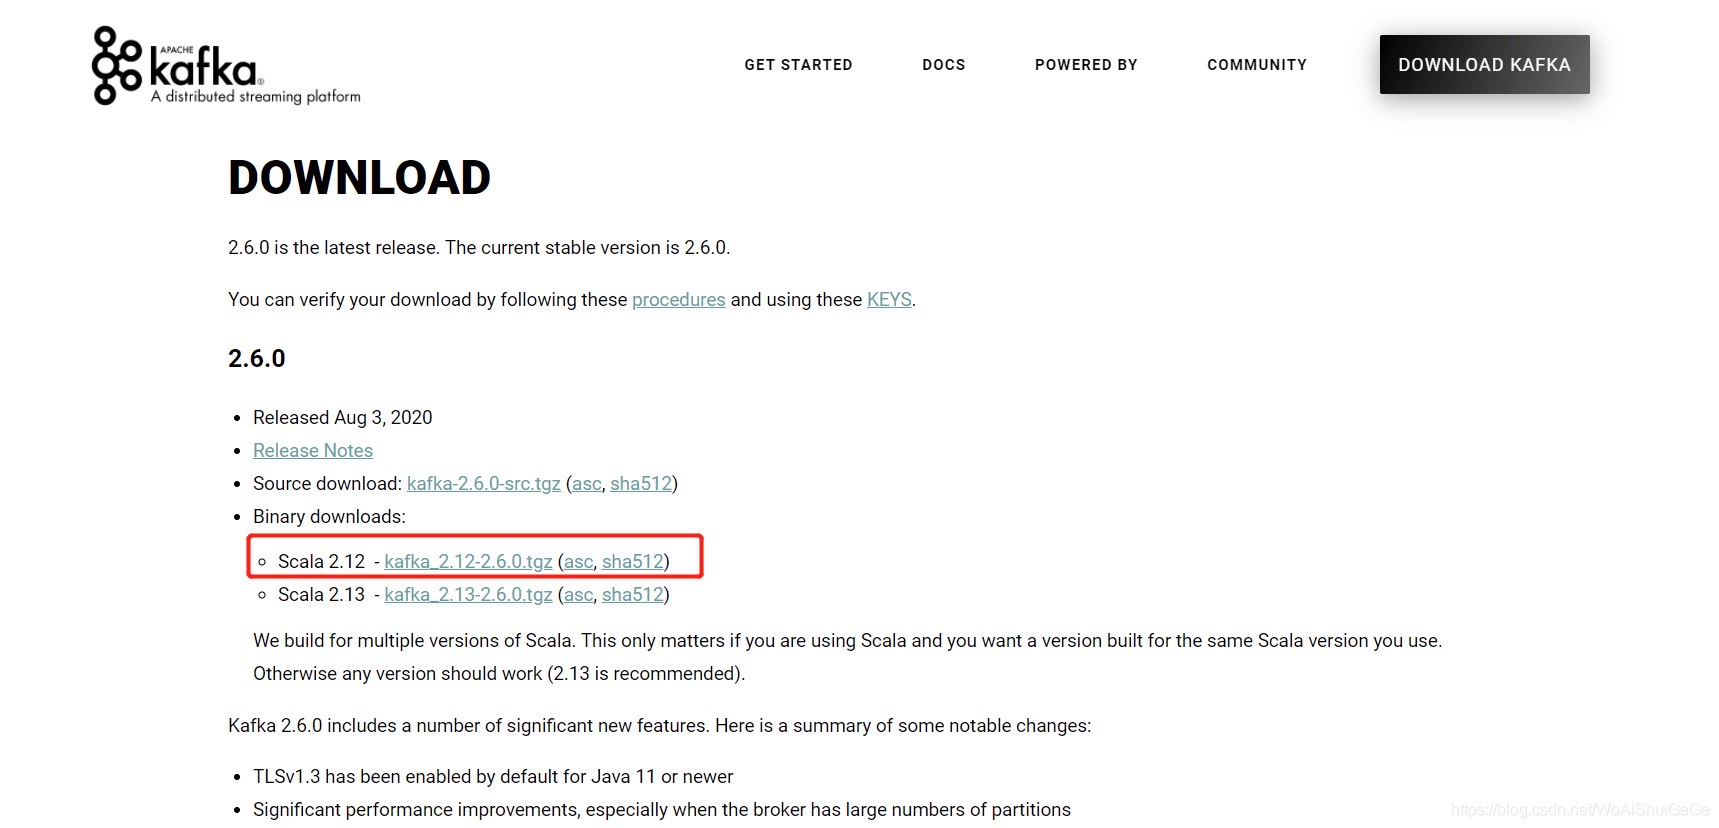 APACHE
kafka®
A distributed streaming platform
GET STARTED
DOCS
POWERED BY
COMMUNITY
DOWNLOAD KAFKA
DOWNLOAD
2.6.0 is the latest release. The current stable version is 2.6.0.
You can verify your download by following these procedures and using these KEYS.
2.6.0
Released Aug 3, 2020
Release Notes
Source download: kafka-2.6.0-src.tgz (asc, sha512)
Binary downloads:
Scala 2.12 - kafka_2.12-2.6.0.tgz (asc, sha512)
Scala 2.13 - kafka_2.13-2.6.0.tgz (asc, sha512)
We build for multiple versions of Scala. This only matters if you are using Scala and you want a version built for the same Scala version you use.
Otherwise any version should work (2.13 is recommended).
Kafka 2.6.0 includes a number of significant new features. Here is a summary of some notable changes:
TLSv1.3 has been enabled by default for Java 11 or newer
Significant performance improvements, especially when the broker has large numbers of partitions
https://blog.csdn.net/WoAiShuiGeGe